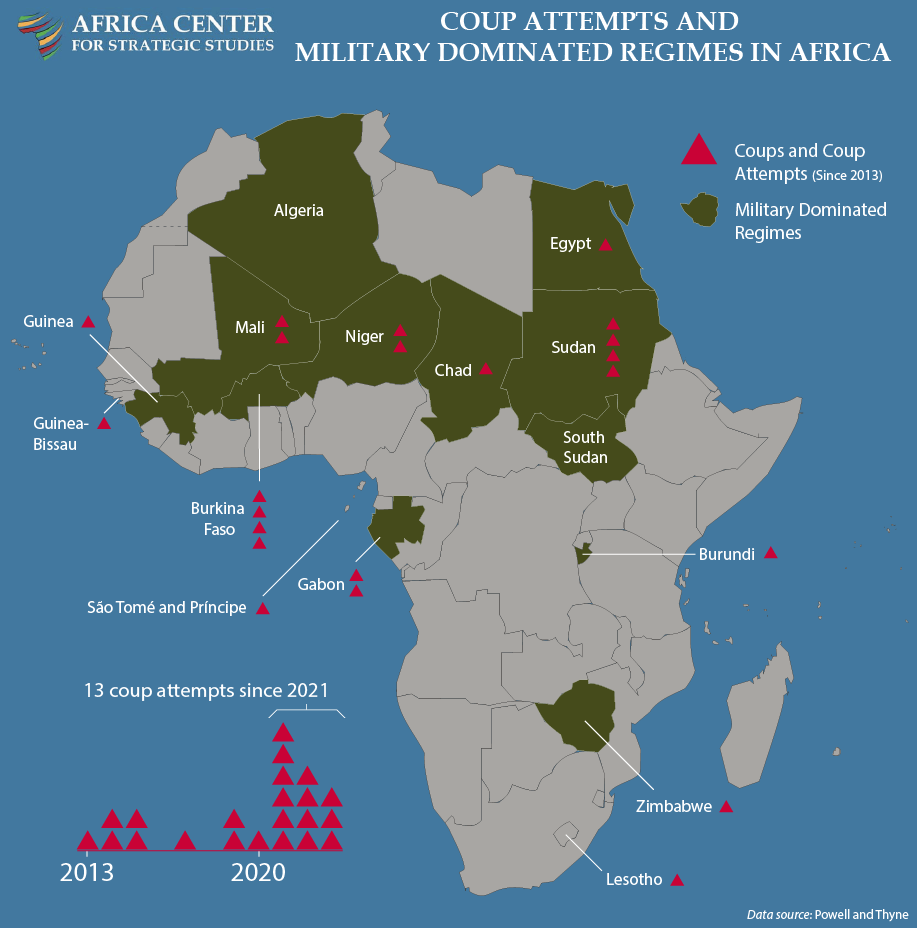 AFRICA CENTER
FOR STRATEGIC STUDIES
COUP ATTEMPTS AND
MILITARY DOMINATED REGIMES IN AFRICA
Coups and Coup
Attempts (Since 2013)
Military Dominated
Regimes
Algeria
Egypt
Guinea
Mali
Niger
Sudan
Chad
Guinea-
Bissau
South
Sudan
Burkina
Faso
Burundi
Gabon
São Tomé and Príncipe
13 coup attempts since 2021
Zimbabwe
2013
2020
Lesotho
Data source: Powell and Thyne